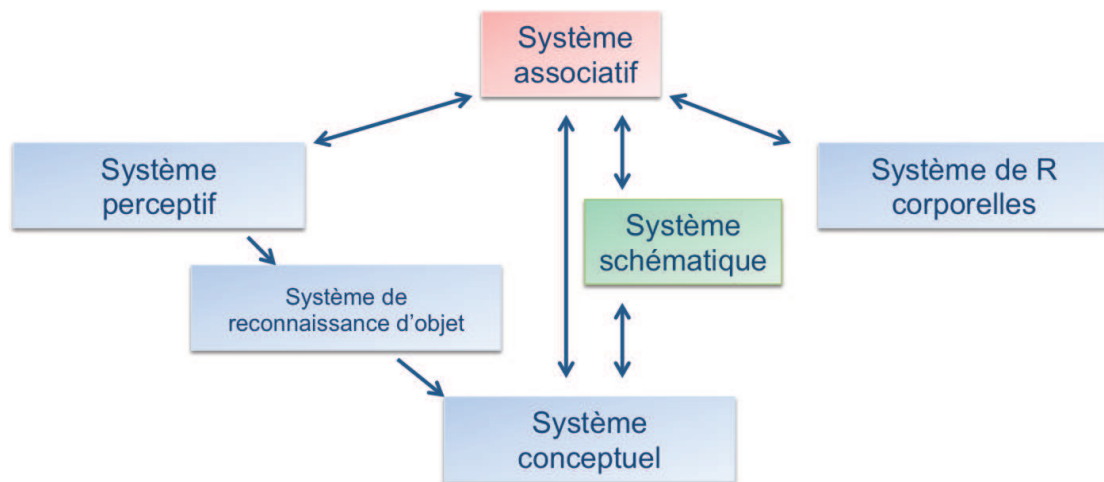 Système
associatif
Système
perceptif
Système de R
corporelles
Système
schématique
Système de
reconnaissance d’objet
Système
conceptuel